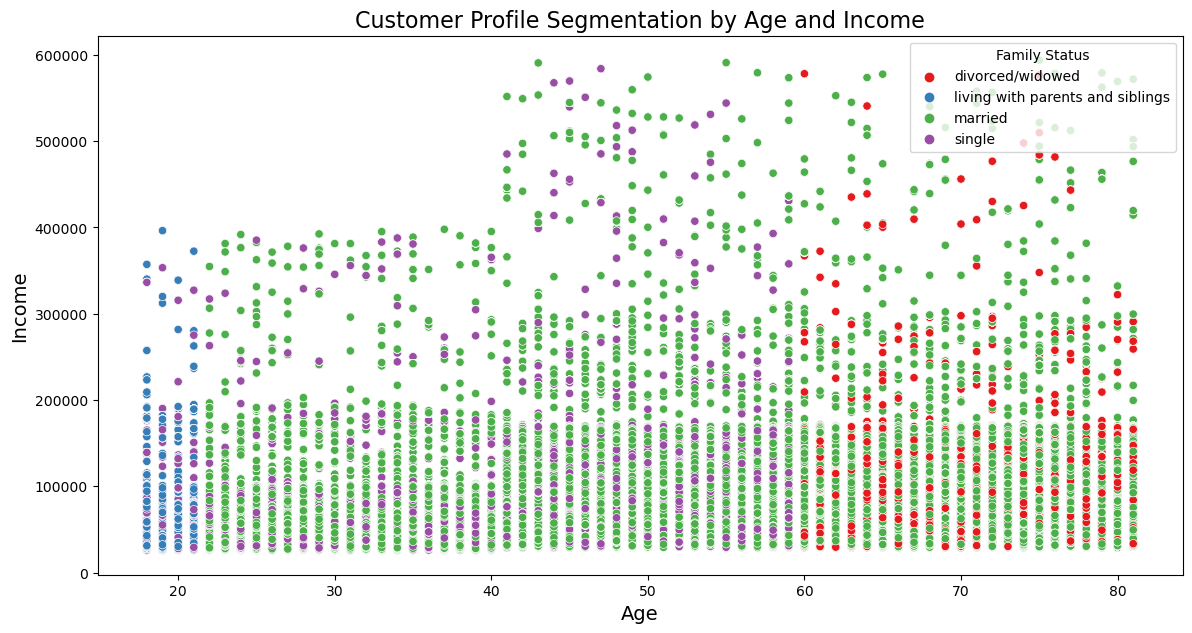 Customer Profile Segmentation by Age and Income
Family Status
divorced/widowed
living with parents and siblings
married
single
600000
500000
400000
300000
200000
100000
0
Income
20 30 40 50 60 70 80
Age